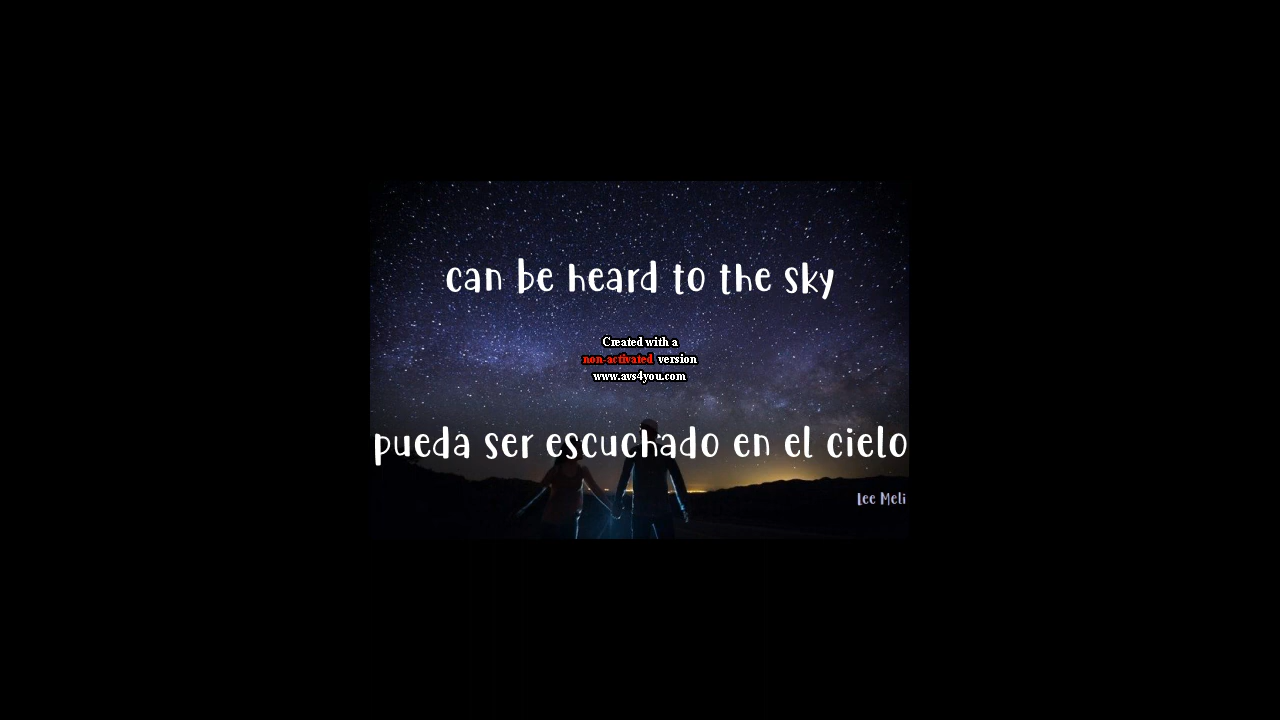 can be heard to the sky
Created with a
non-activated version
www.avs4you.com
pueda ser escuchado en el cielo
Lee Meli